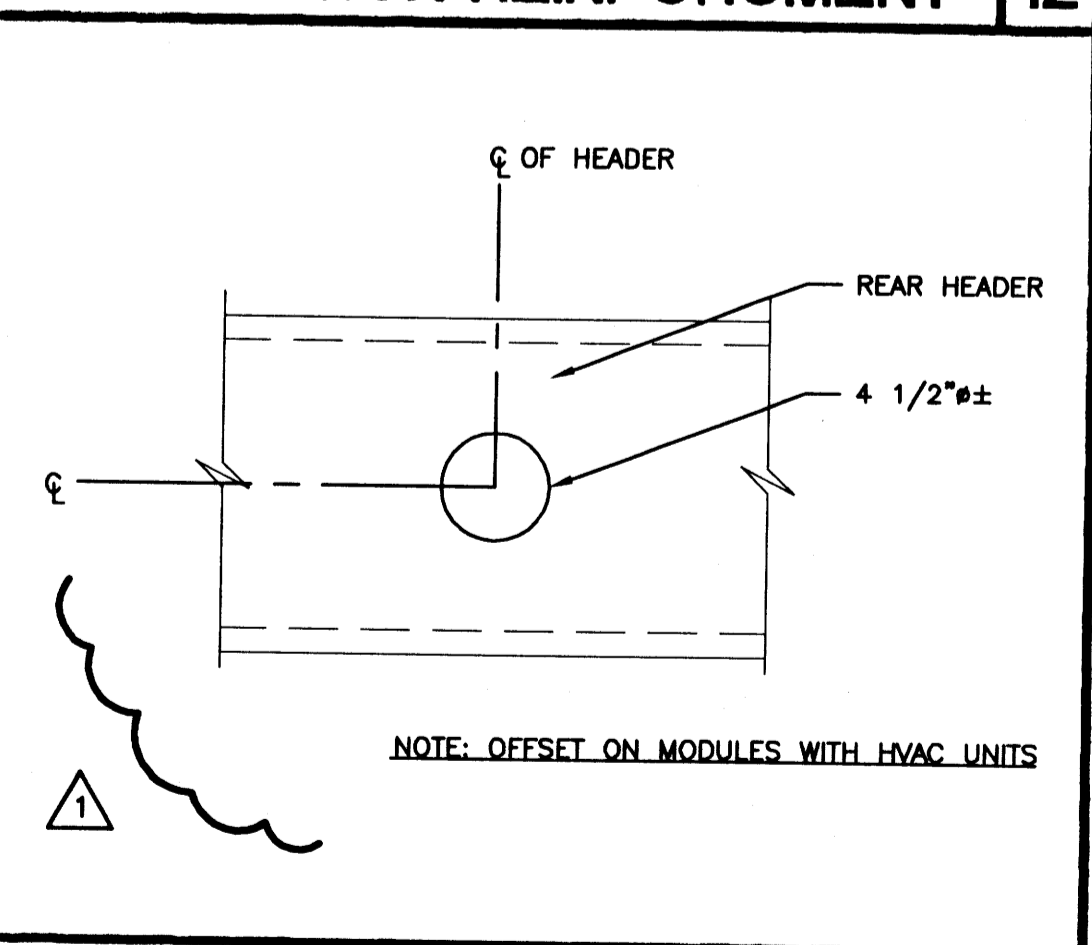 ℄ OF HEADER
REAR HEADER
4 1/2"ø±
℄
NOTE: OFFSET ON MODULES WITH HVAC UNITS
1